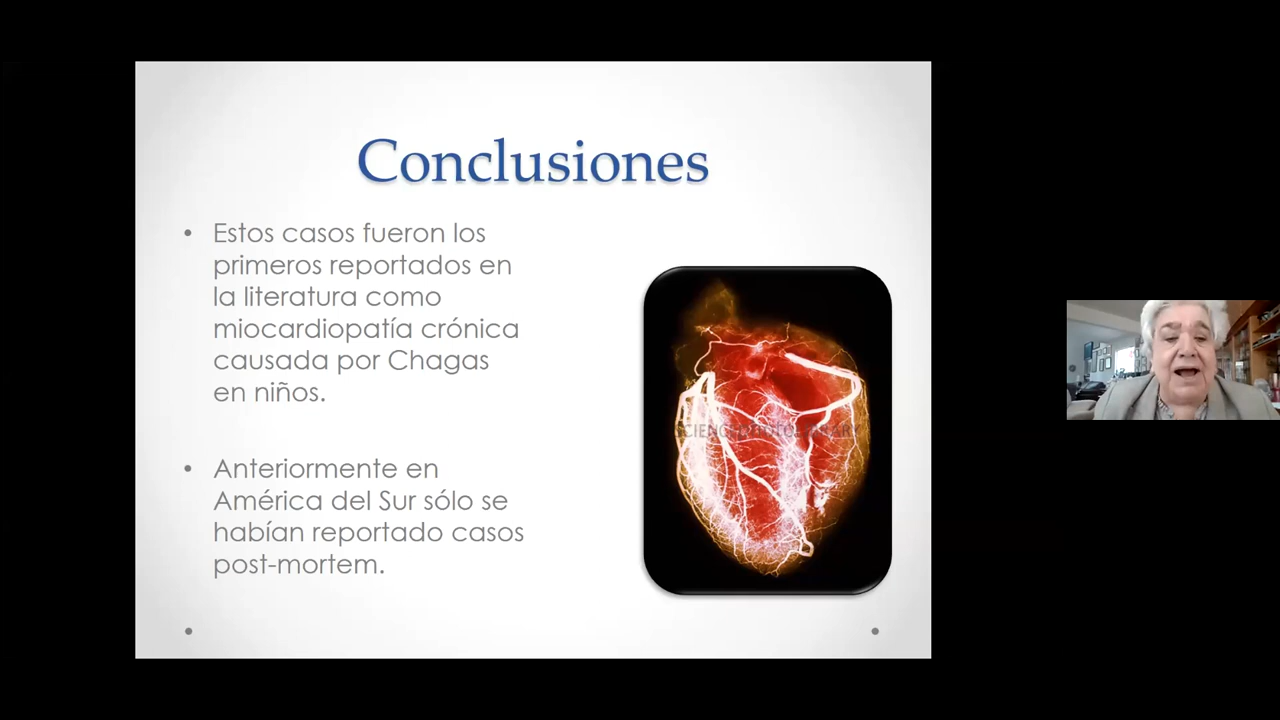 Conclusiones
• Estos casos fueron los
primeros reportados en
la literatura como
miocardiopatía crónica
causada por Chagas
en niños.
• Anteriormente en
América del Sur sólo se
habían reportado casos
post-mortem.